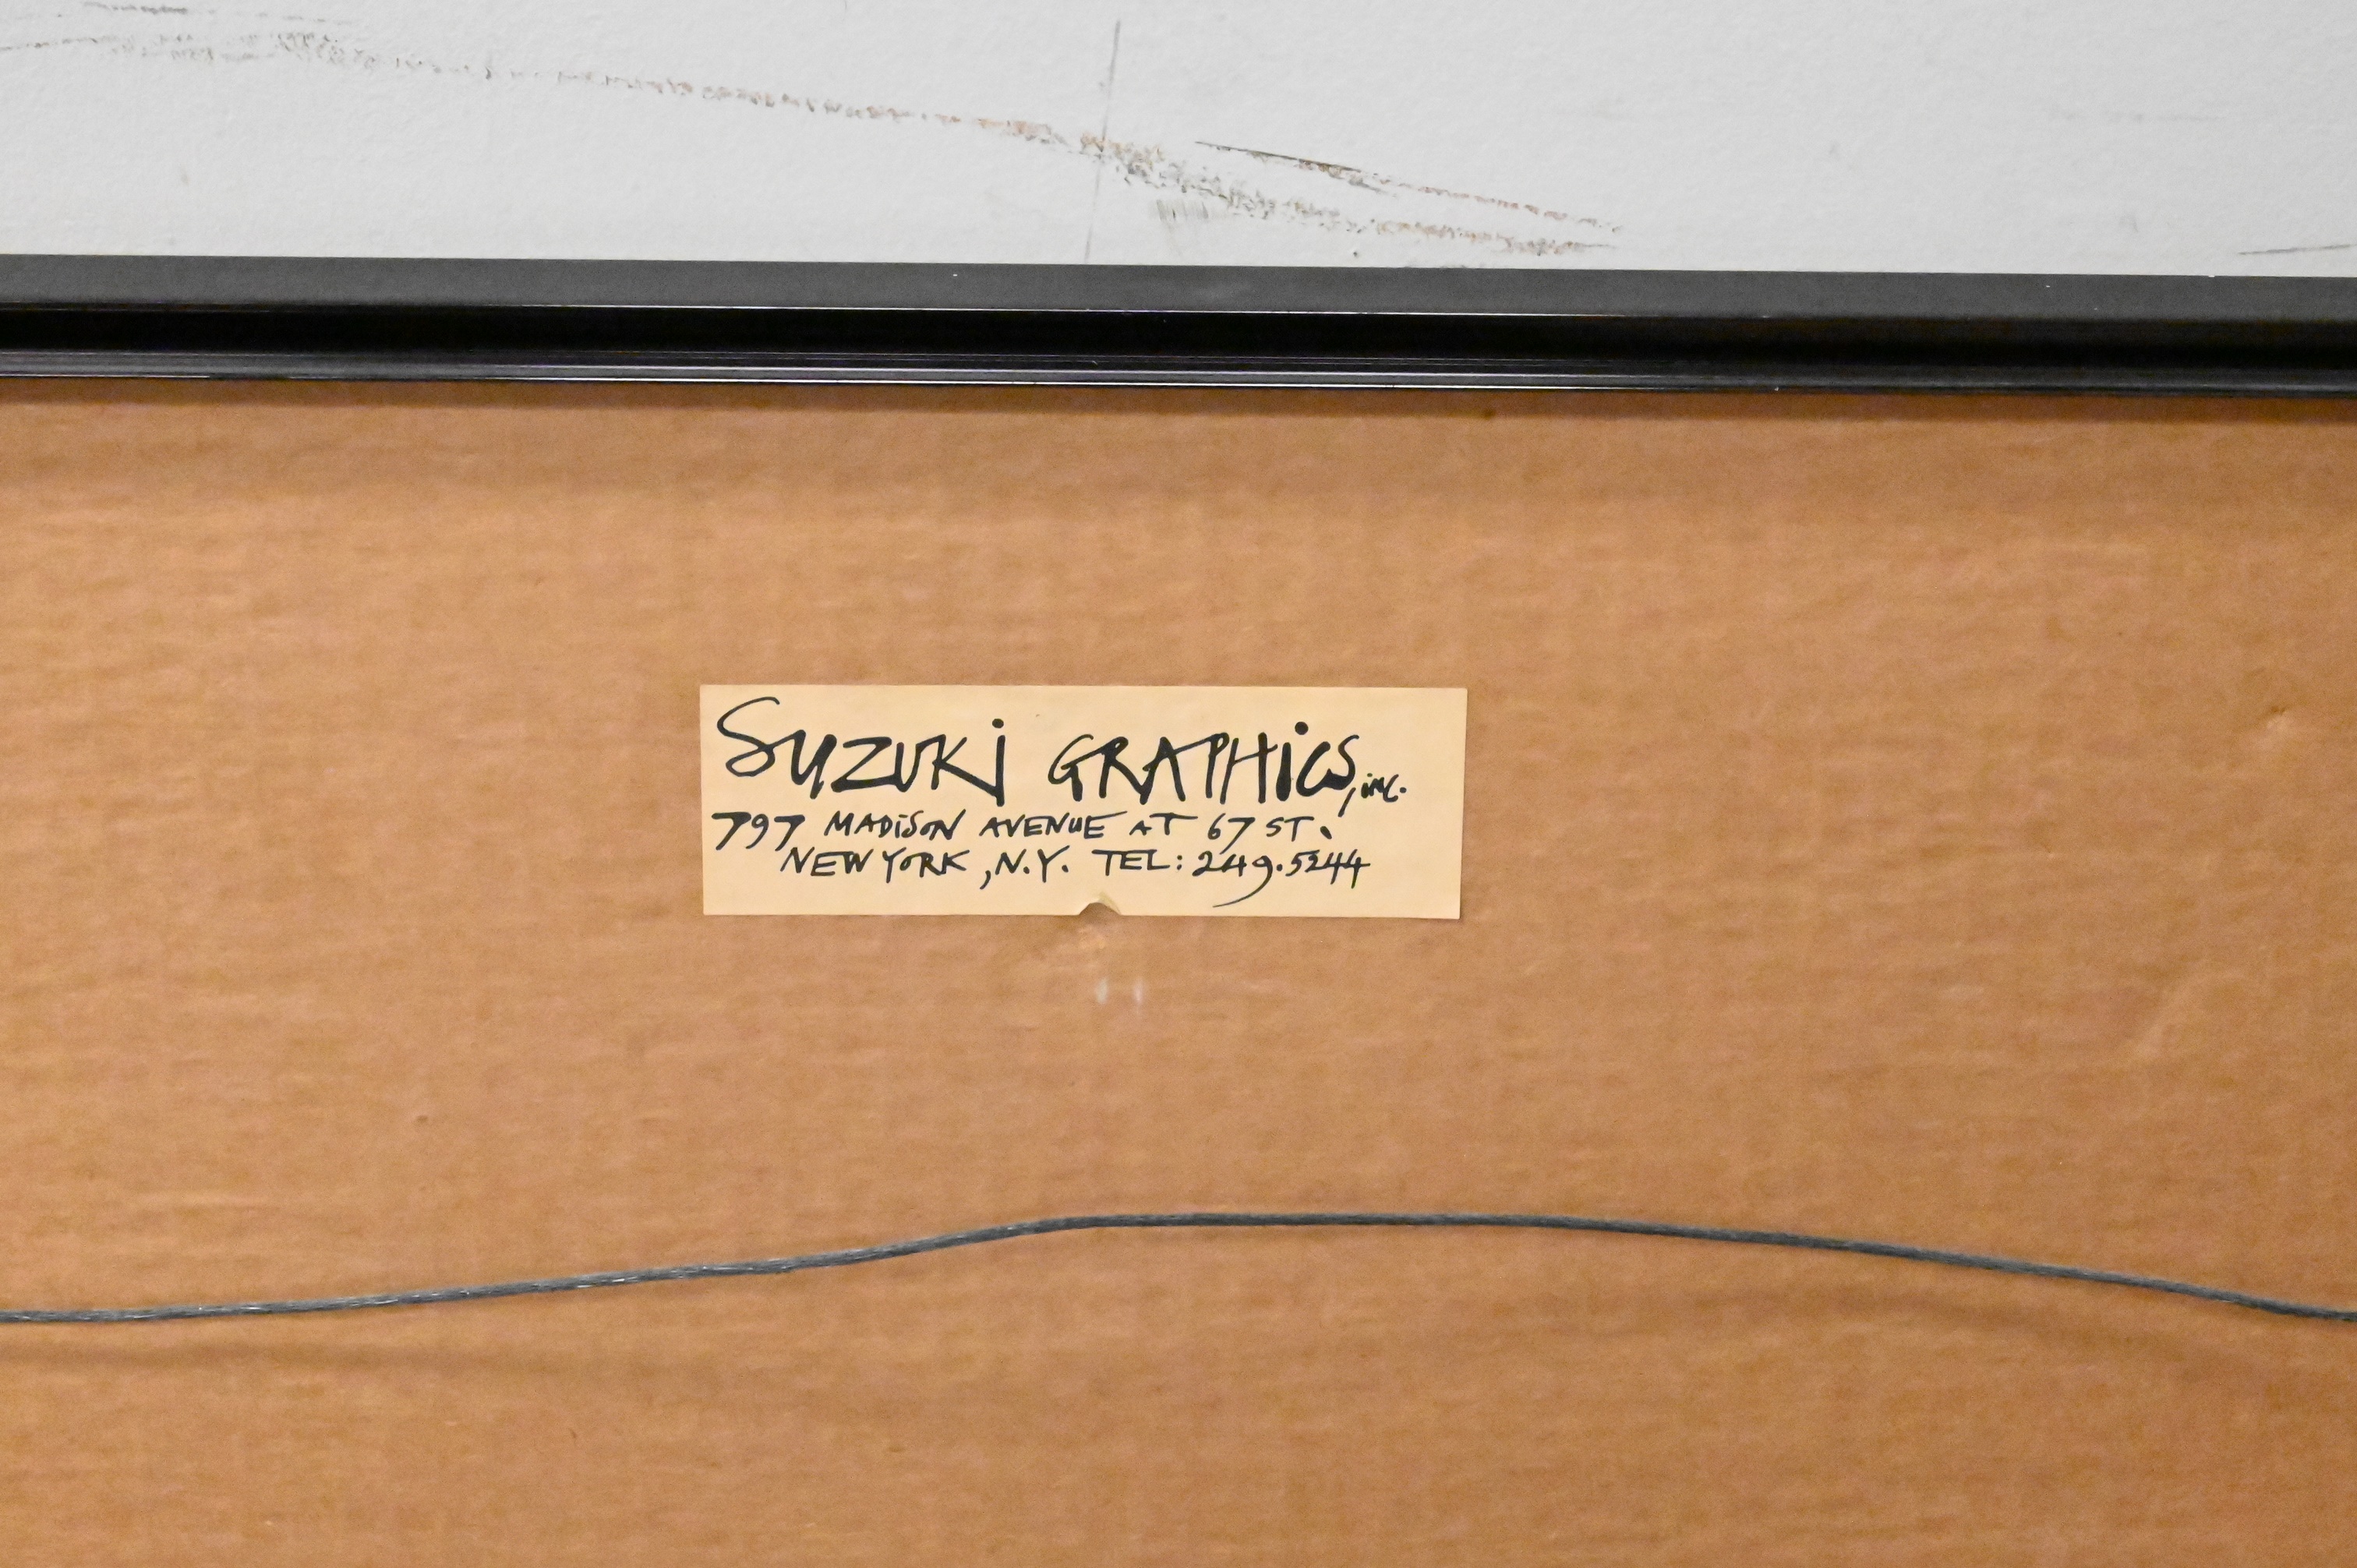 SUZUKi GRAPHiCS, inc.
797 MADiSON AVENUE AT 67 ST.
NEW YORK, N.Y. TEL: 249.5244